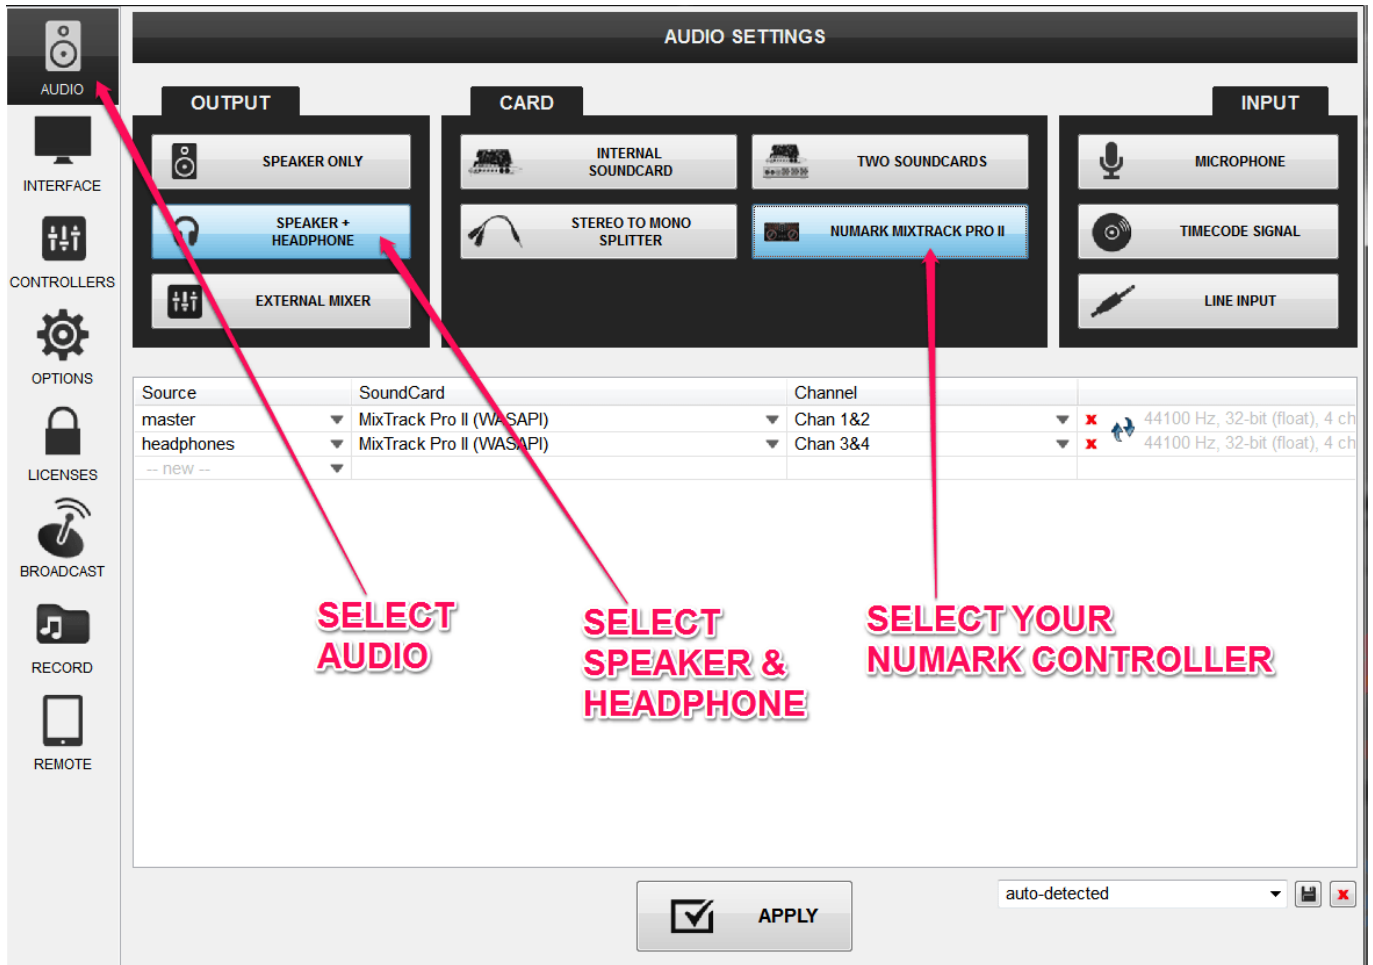 AUDIO SETTINGS
AUDIO
INTERFACE
CONTROLLERS
OPTIONS
LICENSES
BROADCAST
RECORD
REMOTE
OUTPUT
SPEAKER ONLY
SPEAKER +
HEADPHONE
EXTERNAL MIXER
CARD
INTERNAL
SOUNDCARD
TWO SOUNDCARDS
STEREO TO MONO
SPLITTER
NUMARK MIXTRACK PRO II
INPUT
MICROPHONE
TIMECODE SIGNAL
LINE INPUT
Source SoundCard Channel
master MixTrack Pro II (WASAPI) Chan 1&2 44100 Hz, 32-bit (float), 4 ch
headphones MixTrack Pro II (WASAPI) Chan 3&4 44100 Hz, 32-bit (float), 4 ch
-- new --
SELECT
AUDIO
SELECT
SPEAKER &
HEADPHONE
SELECT YOUR
NUMARK CONTROLLER
APPLY
auto-detected